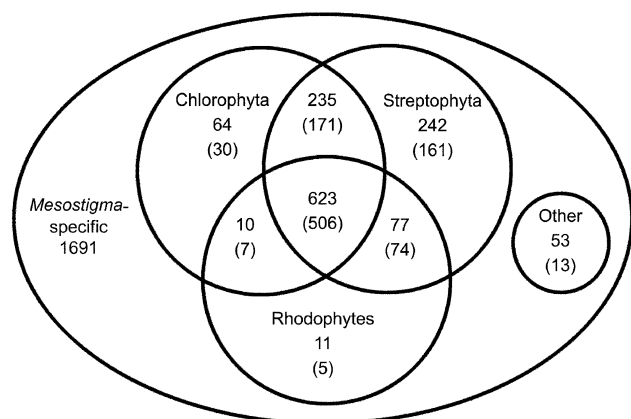 Chlorophyta
64
(30)
235
(171)
Streptophyta
242
(161)
Mesostigma-
specific
1691
10
(7)
623
(506)
77
(74)
Other
53
(13)
Rhodophytes
11
(5)